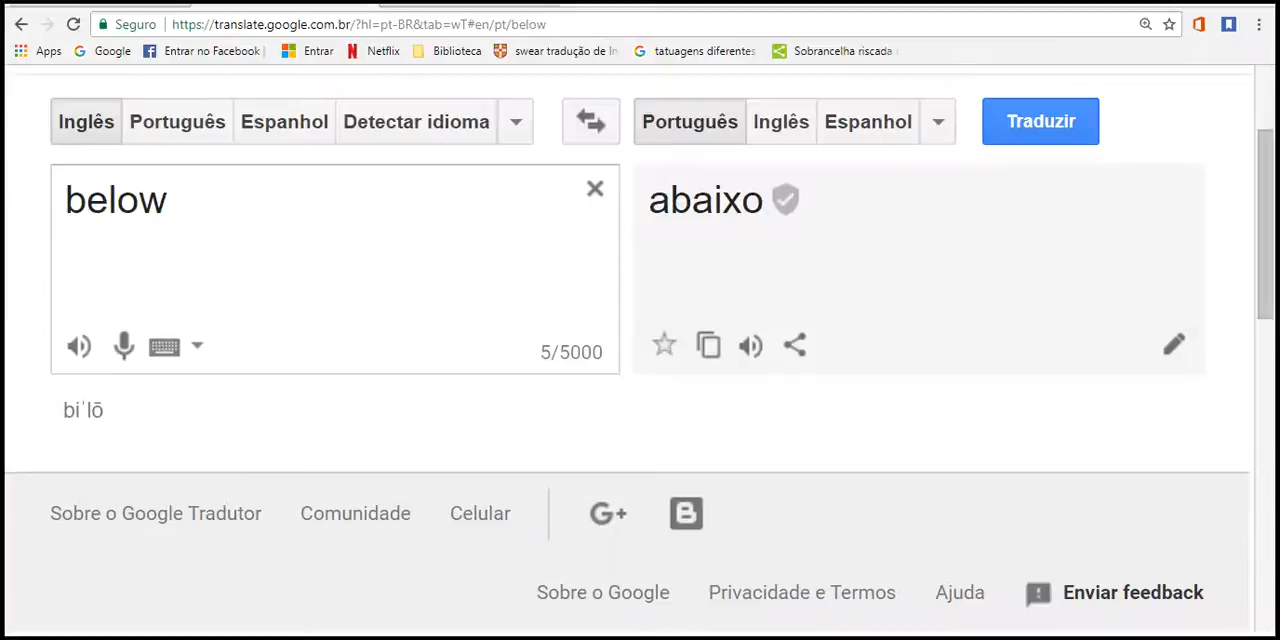 Seguro https://translate.google.com.br/?hl=pt-BR&tab=wT#en/pt/below
Apps Google Entrar no Facebook Entrar Netflix Biblioteca swear tradução de In tatuagens diferentes Sobrancelha riscada
Inglês Português Espanhol Detectar idioma Português Inglês Espanhol Traduzir
below abaixo
5/5000
biˈlō
Sobre o Google Tradutor Comunidade Celular G+ B
Sobre o Google Privacidade e Termos Ajuda Enviar feedback